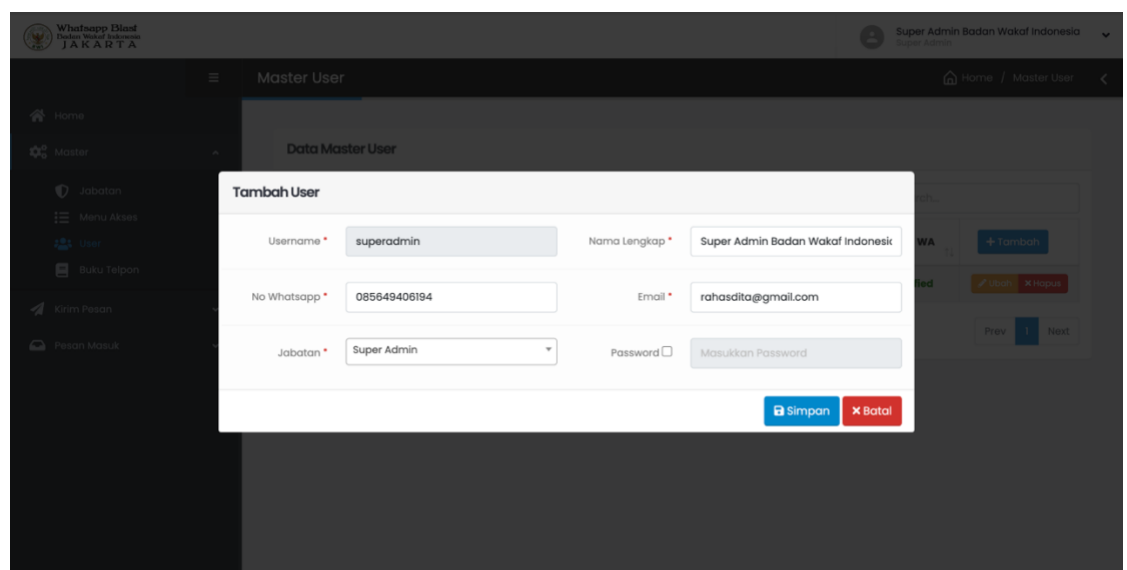 Whatsapp Blast
Badan Wakaf Indonesia
JAKARTA
Super Admin Badan Wakaf Indonesia
Super Admin
Master User
Home / Master User
Home
Master
Jabatan
Menu Akses
User
Buku Telpon
Kirim Pesan
Pesan Masuk
Data Master User
WA
+ Tambah
Ubah
Hapus
Prev 1 Next
Tambah User
Username * superadmin
Nama Lengkap * Super Admin Badan Wakaf Indonesic
No Whatsapp * 085649406194
Email * rahasdita@gmail.com
Jabatan * Super Admin
Password Masukkan Password
Simpan
Batal